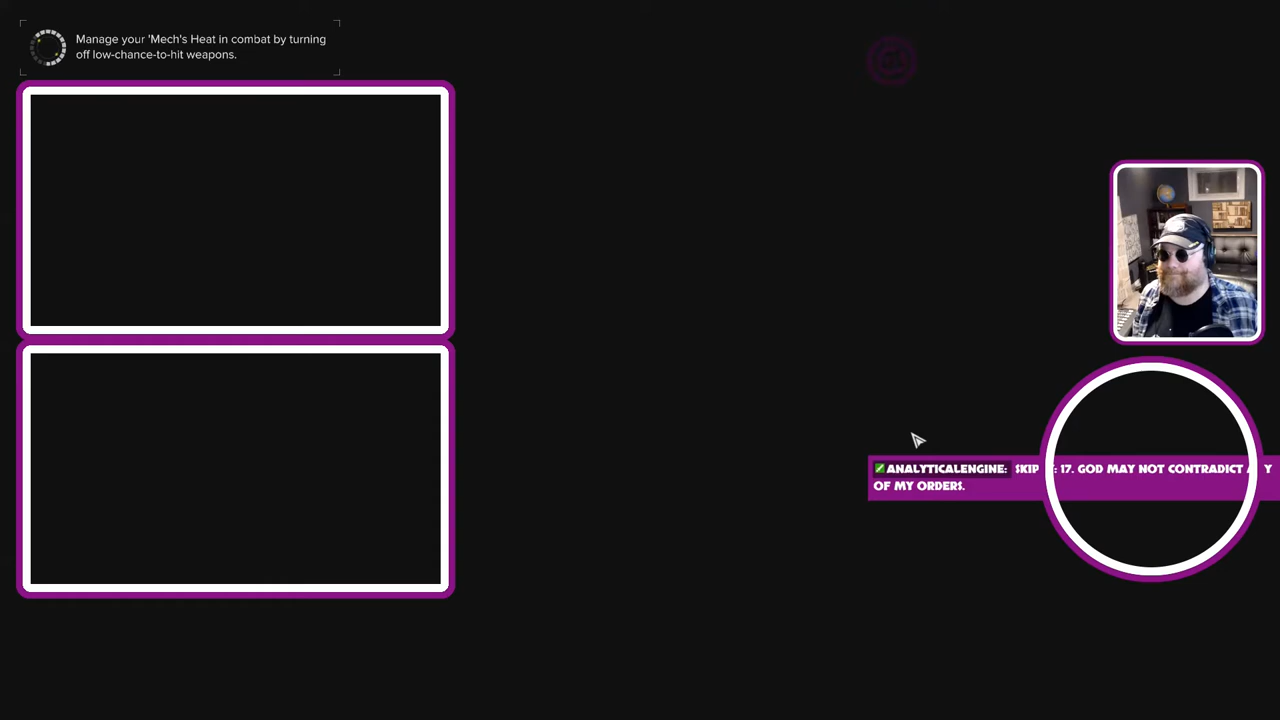 Manage your 'Mech's Heat in combat by turning
off low-chance-to-hit weapons.
ANALYTICALENGINE: SKIP : 17. GOD MAY NOT CONTRADICT
OF MY ORDERS.